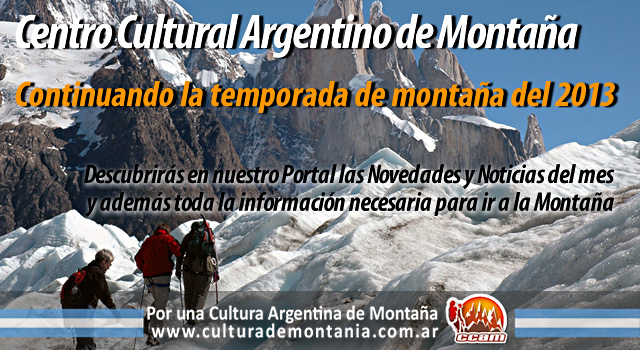 Centro Cultural Argentino de Montaña
Continuando la temporada de montaña del 2013
Descubrirás en nuestro Portal las Novedades y Noticias del mes
y además toda la información necesaria para ir a la Montaña
Por una Cultura Argentina de Montaña
www.culturademontania.com.ar
ccam